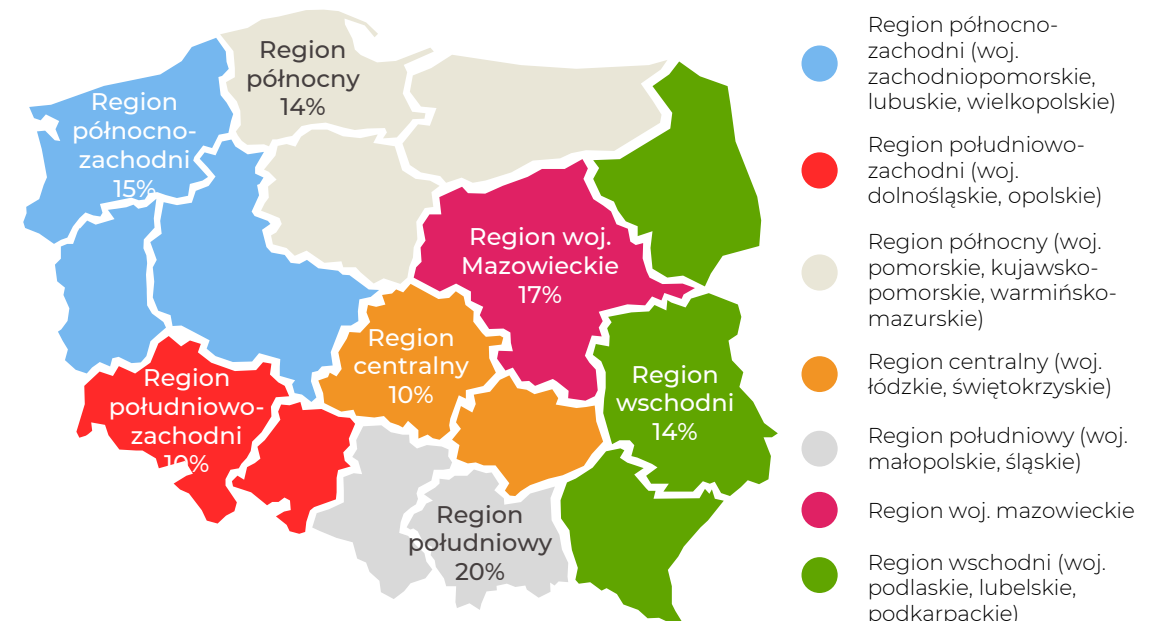 Region
północny
14%
Region
północno-
zachodni
15%
Region woj.
Mazowieckie
17%
Region
centralny
10%
Region
wschodni
14%
Region
południowo-
zachodni
10%
Region
południowy
20%
Region północno-
zachodni (woj.
zachodniopomorskie,
lubuskie, wielkopolskie)
Region południowo-
zachodni (woj.
dolnośląskie, opolskie)
Region północny (woj.
pomorskie, kujawsko-
pomorskie, warmińsko-
mazurskie)
Region centralny (woj.
łódzkie, świętokrzyskie)
Region południowy (woj.
małopolskie, śląskie)
Region woj. mazowieckie
Region wschodni (woj.
podlaskie, lubelskie,
podkarpackie)